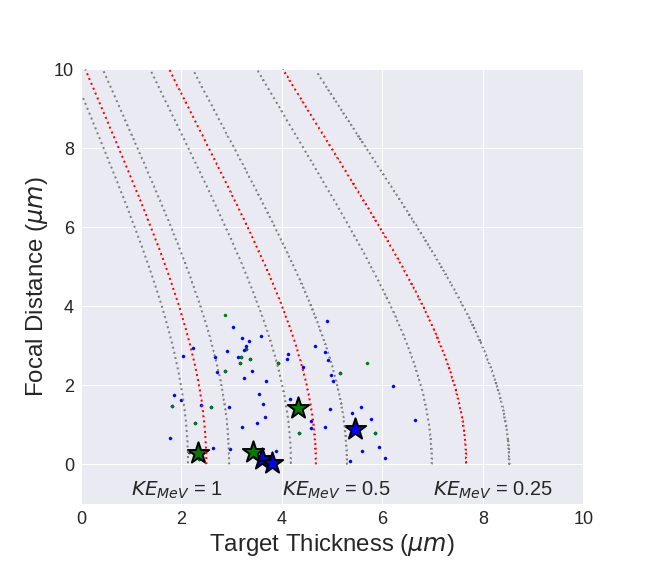 10
8
6
4
2
0
Focal Distance (μm)
KE_MeV = 1
KE_MeV = 0.5
KE_MeV = 0.25
0 2 4 6 8 10
Target Thickness (μm)